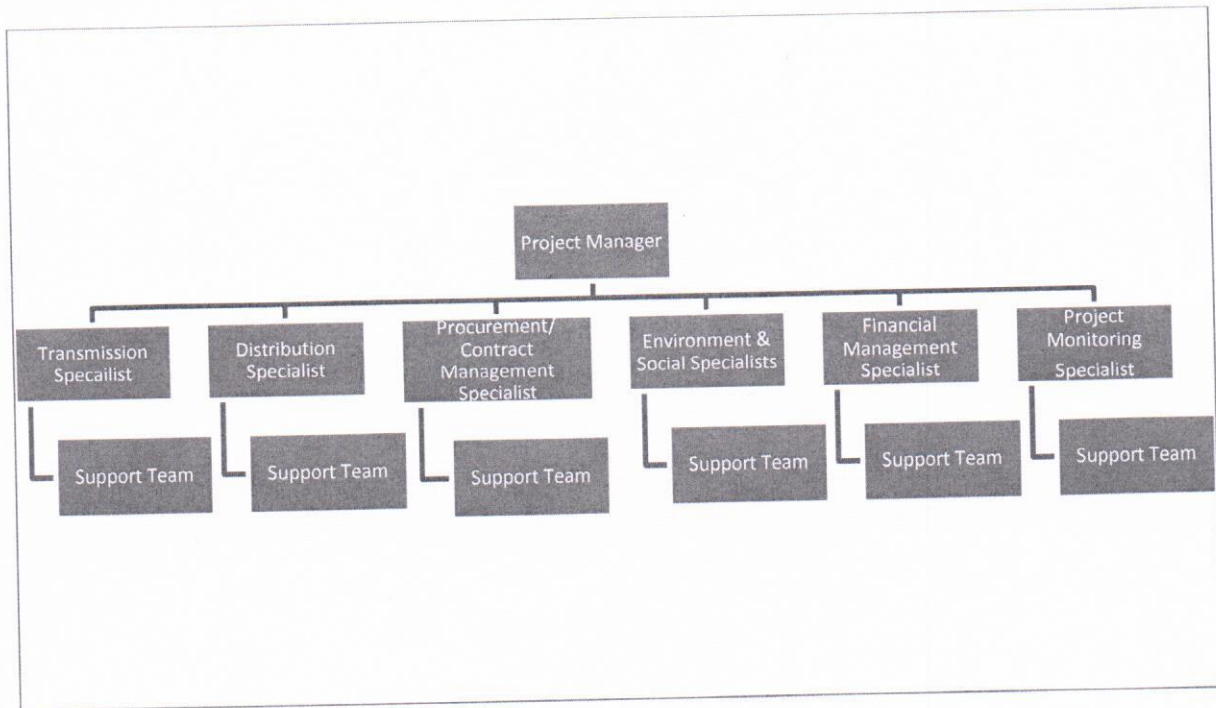 Project Manager
Transmission
Specailist
Distribution
Specialist
Procurement/
Contract
Management
Specialist
Environment &
Social Specialists
Financial
Management
Specialist
Project
Monitoring
Specialist
Support Team
Support Team
Support Team
Support Team
Support Team
Support Team